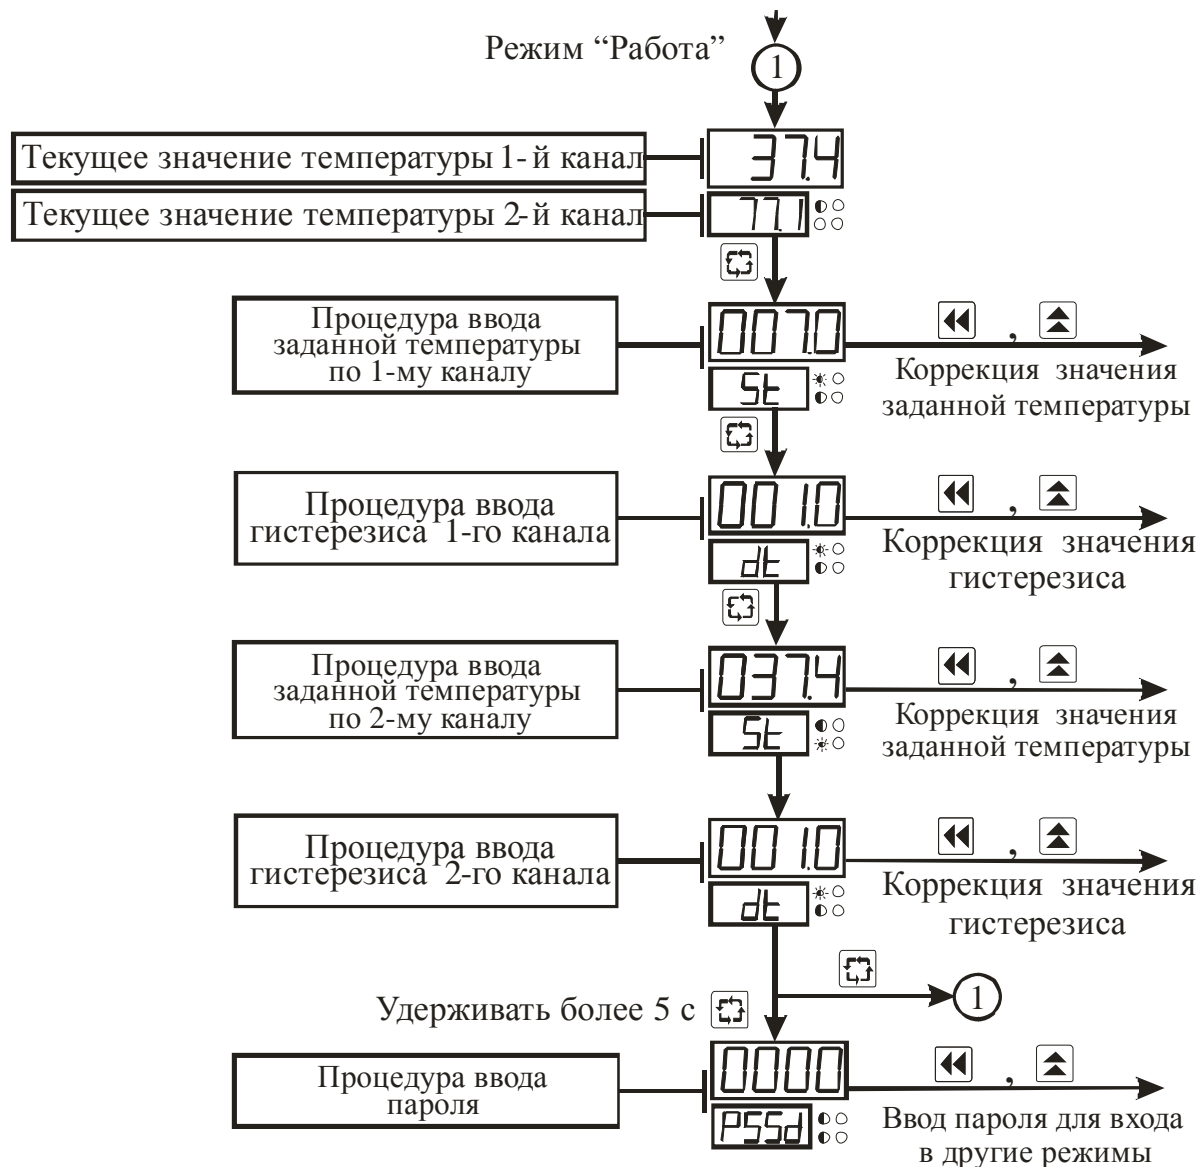 Режим “Работа”
1
Текущее значение температуры 1-й канал
37.4
Текущее значение температуры 2-й канал
77.1
Процедура ввода
заданной температуры
по 1-му каналу
007.0
St
,
Коррекция значения
заданной температуры
Процедура ввода
гистерезиса 1-го канала
001.0
dt
,
Коррекция значения
гистерезиса
Процедура ввода
заданной температуры
по 2-му каналу
037.4
St
,
Коррекция значения
заданной температуры
Процедура ввода
гистерезиса 2-го канала
001.0
dt
,
Коррекция значения
гистерезиса
1
Удерживать более 5 с
Процедура ввода
пароля
0000
PSSd
,
Ввод пароля для входа
в другие режимы